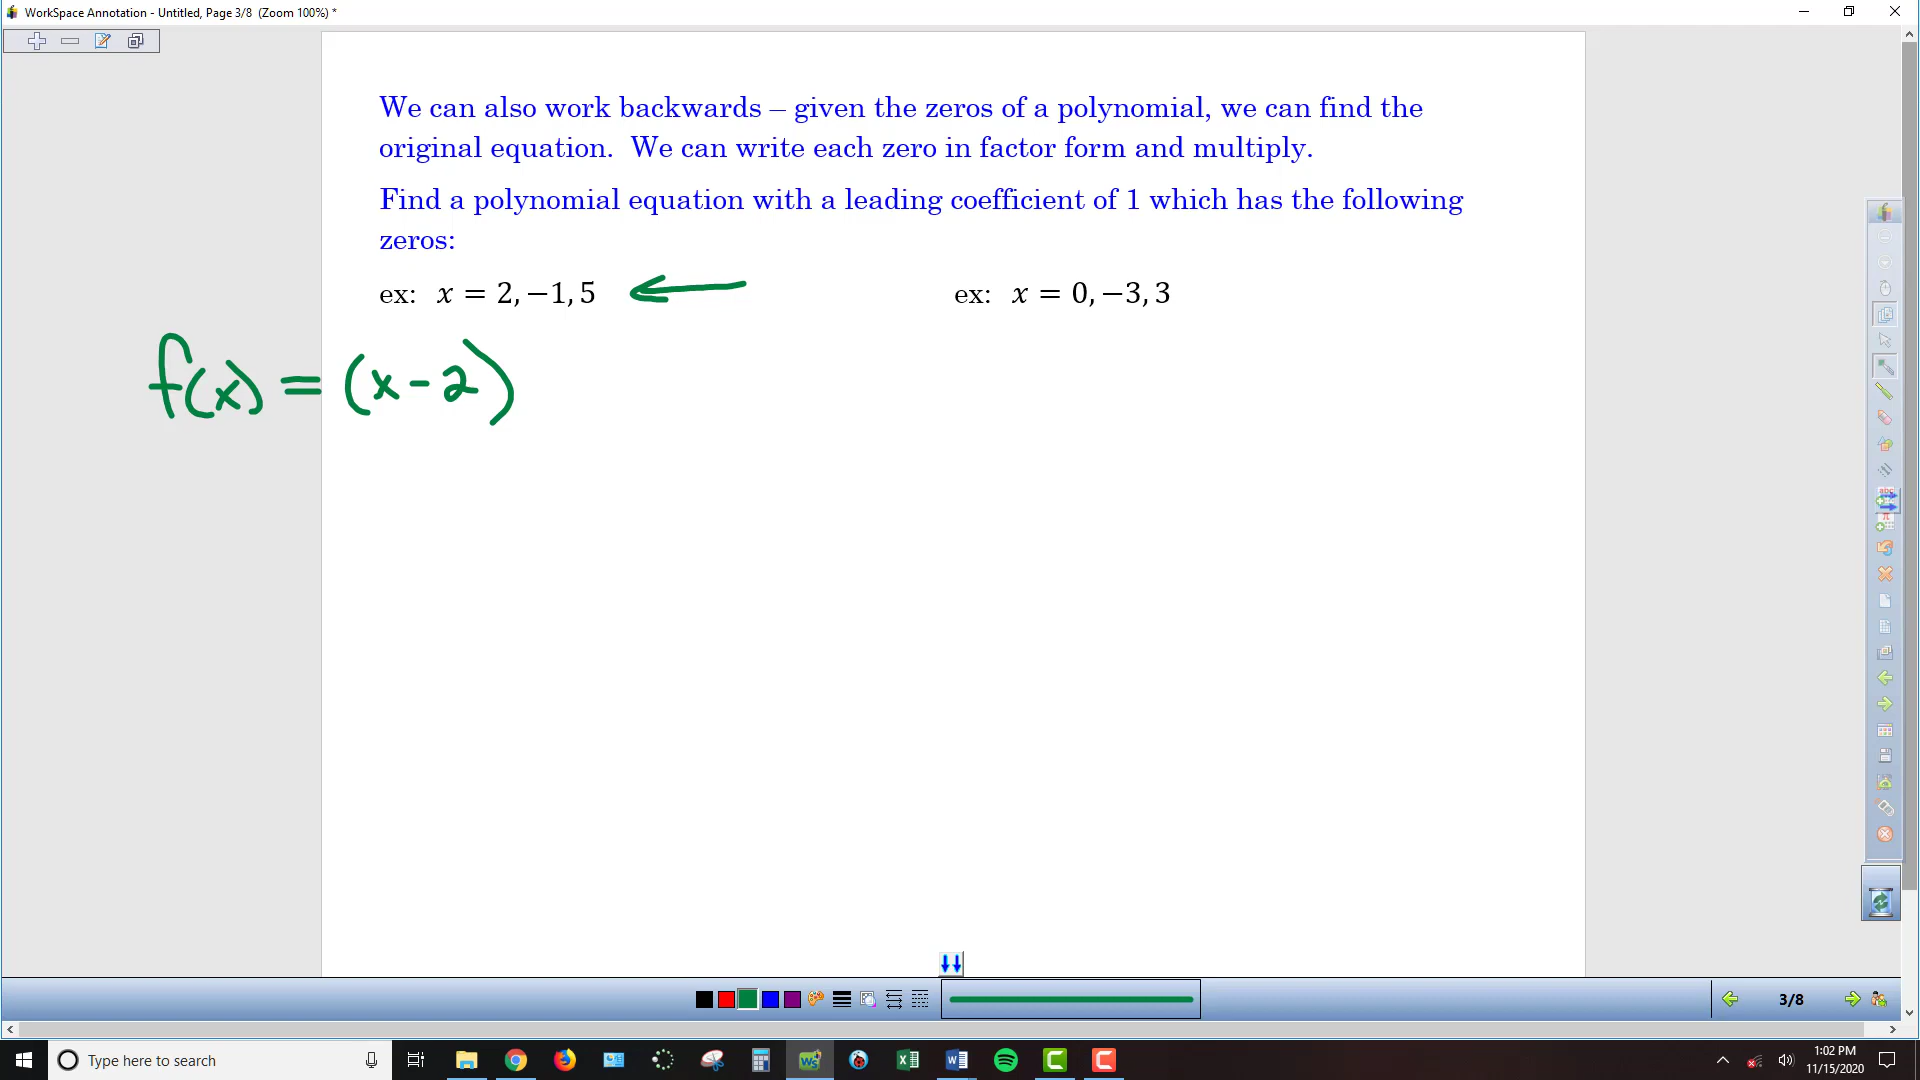 WorkSpace Annotation - Untitled, Page 3/8 (Zoom 100%) *
We can also work backwards – given the zeros of a polynomial, we can find the
original equation. We can write each zero in factor form and multiply.
Find a polynomial equation with a leading coefficient of 1 which has the following
zeros:
ex: x = 2, −1, 5
ex: x = 0, −3, 3
f(x) = (x - 2)
3/8
Type here to search
1:02 PM
11/15/2020